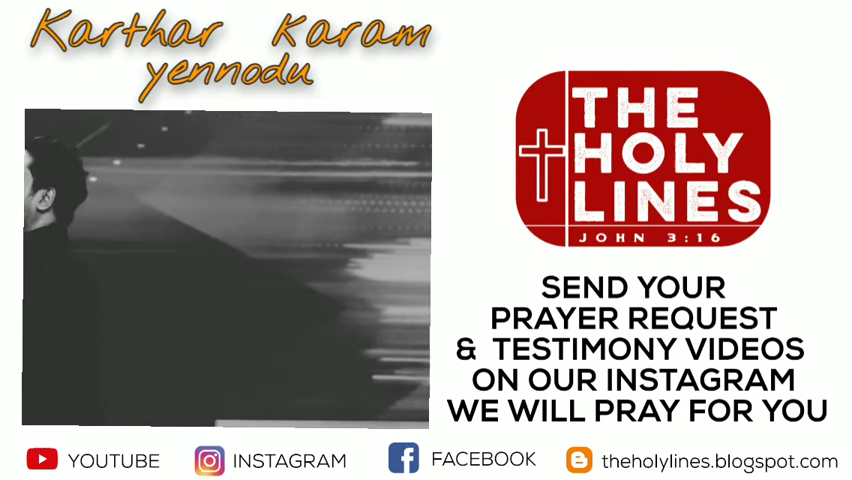 Karthar Karam
yennodu
THE
HOLY
LINES
JOHN 3:16
SEND YOUR
PRAYER REQUEST
& TESTIMONY VIDEOS
ON OUR INSTAGRAM
WE WILL PRAY FOR YOU
YOUTUBE INSTAGRAM FACEBOOK theholylines.blogspot.com